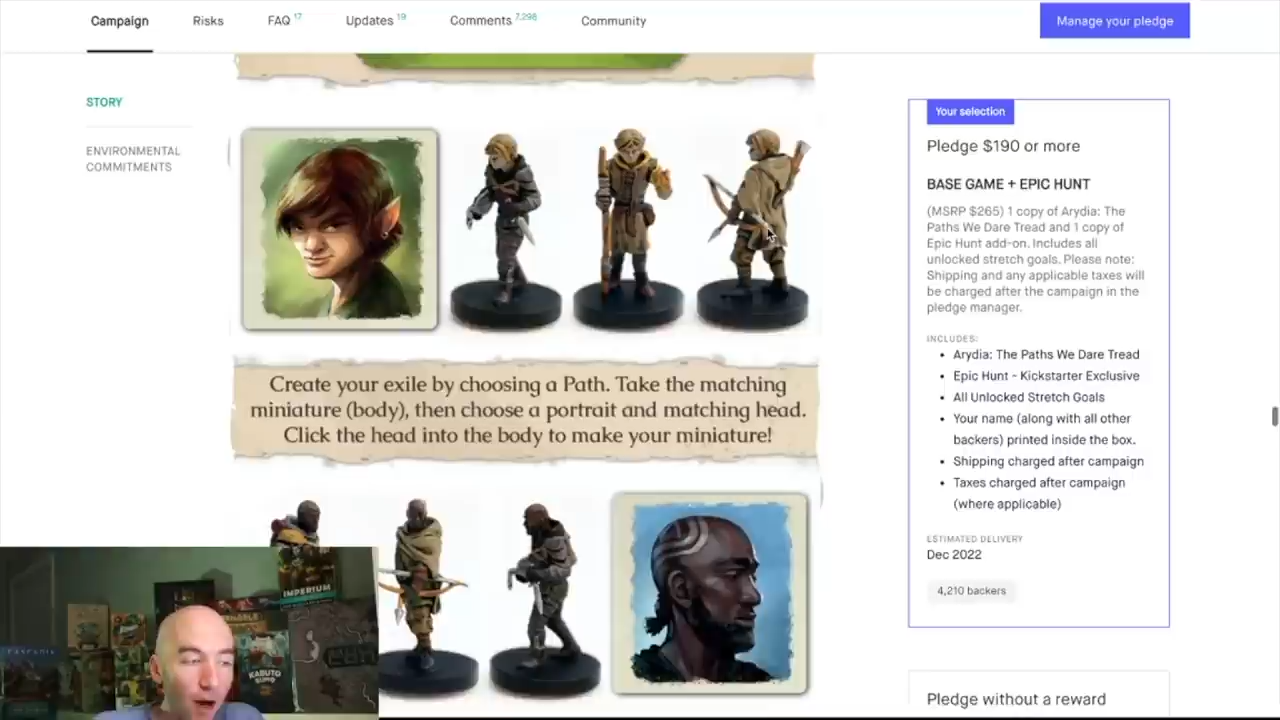 Campaign
Risks
FAQ 17
Updates 19
Comments 7,298
Community
Manage your pledge
STORY
ENVIRONMENTAL
COMMITMENTS
Create your exile by choosing a Path. Take the matching
miniature (body), then choose a portrait and matching head.
Click the head into the body to make your miniature!
Your selection
Pledge $190 or more
BASE GAME + EPIC HUNT
(MSRP $265) 1 copy of Arydia: The
Paths We Dare Tread and 1 copy of
Epic Hunt add-on. Includes all
unlocked stretch goals. Please note:
Shipping and any applicable taxes will
be charged after the campaign in the
pledge manager.
INCLUDES:
• Arydia: The Paths We Dare Tread
• Epic Hunt - Kickstarter Exclusive
• All Unlocked Stretch Goals
• Your name (along with all other
backers) printed inside the box.
• Shipping charged after campaign
• Taxes charged after campaign
(where applicable)
ESTIMATED DELIVERY
Dec 2022
4,210 backers
Pledge without a reward
IMPERIUM
CASCADIA
KABUTO
SUMO